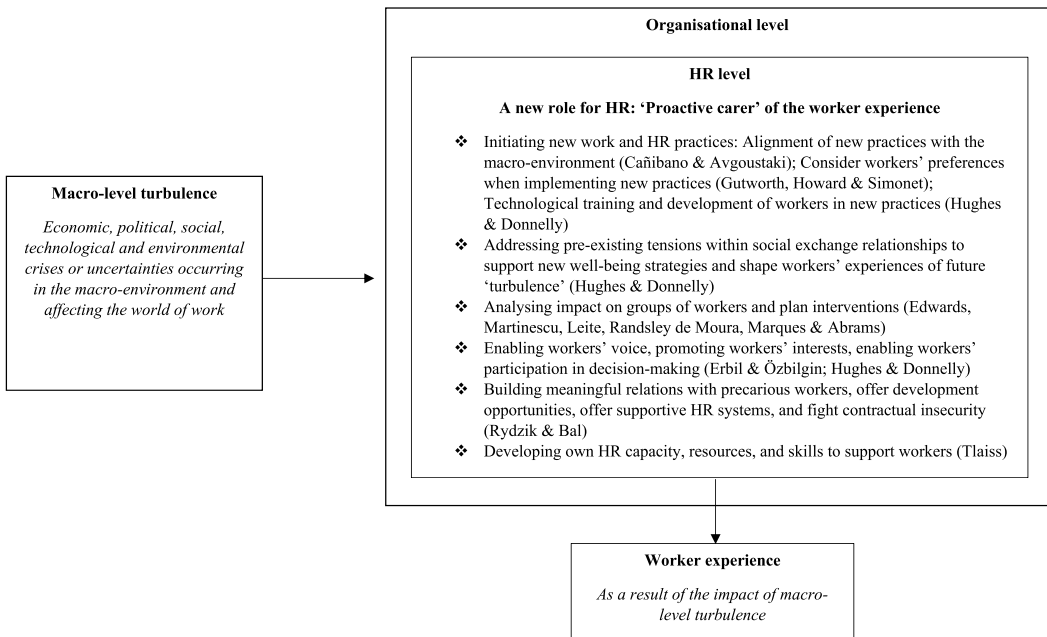 Organisational level
HR level
A new role for HR: ‘Proactive carer’ of the worker experience
❖ Initiating new work and HR practices: Alignment of new practices with the
macro-environment (Cañibano & Avgoustaki); Consider workers’ preferences
when implementing new practices (Gutworth, Howard & Simonet);
Technological training and development of workers in new practices (Hughes
& Donnelly)
❖ Addressing pre-existing tensions within social exchange relationships to
support new well-being strategies and shape workers’ experiences of future
‘turbulence’ (Hughes & Donnelly)
❖ Analysing impact on groups of workers and plan interventions (Edwards,
Martinescu, Leite, Randsley de Moura, Marques & Abrams)
❖ Enabling workers’ voice, promoting workers’ interests, enabling workers’
participation in decision-making (Erbil & Özbilgin; Hughes & Donnelly)
❖ Building meaningful relations with precarious workers, offer development
opportunities, offer supportive HR systems, and fight contractual insecurity
(Rydzik & Bal)
❖ Developing own HR capacity, resources, and skills to support workers (Tlaiss)
Macro-level turbulence
Economic, political, social,
technological and environmental
crises or uncertainties occurring
in the macro-environment and
affecting the world of work
Worker experience
As a result of the impact of macro-
level turbulence